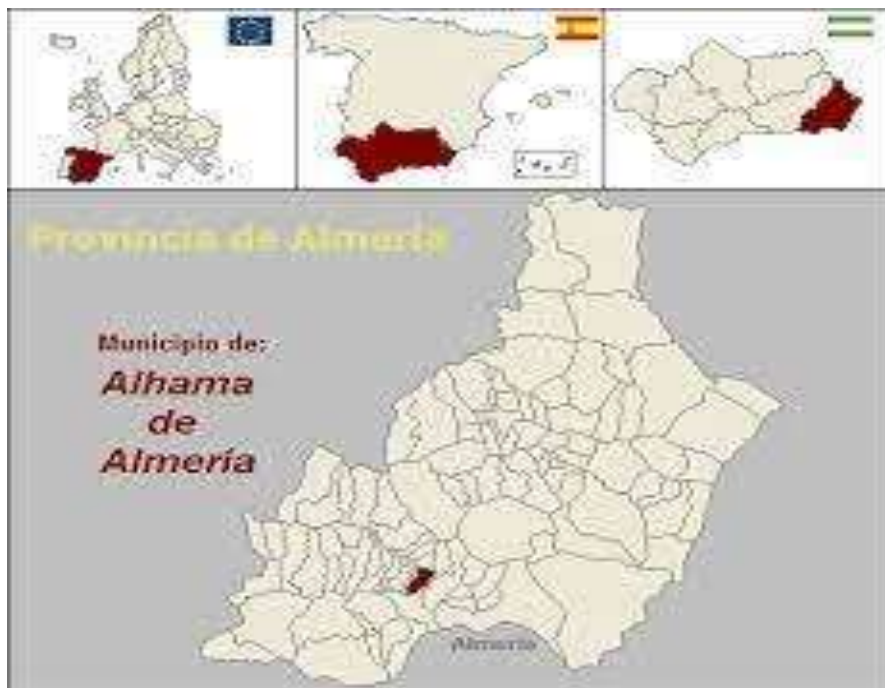 Provincia de Almería
Municipio de:
Alhama
de
Almería
Almería